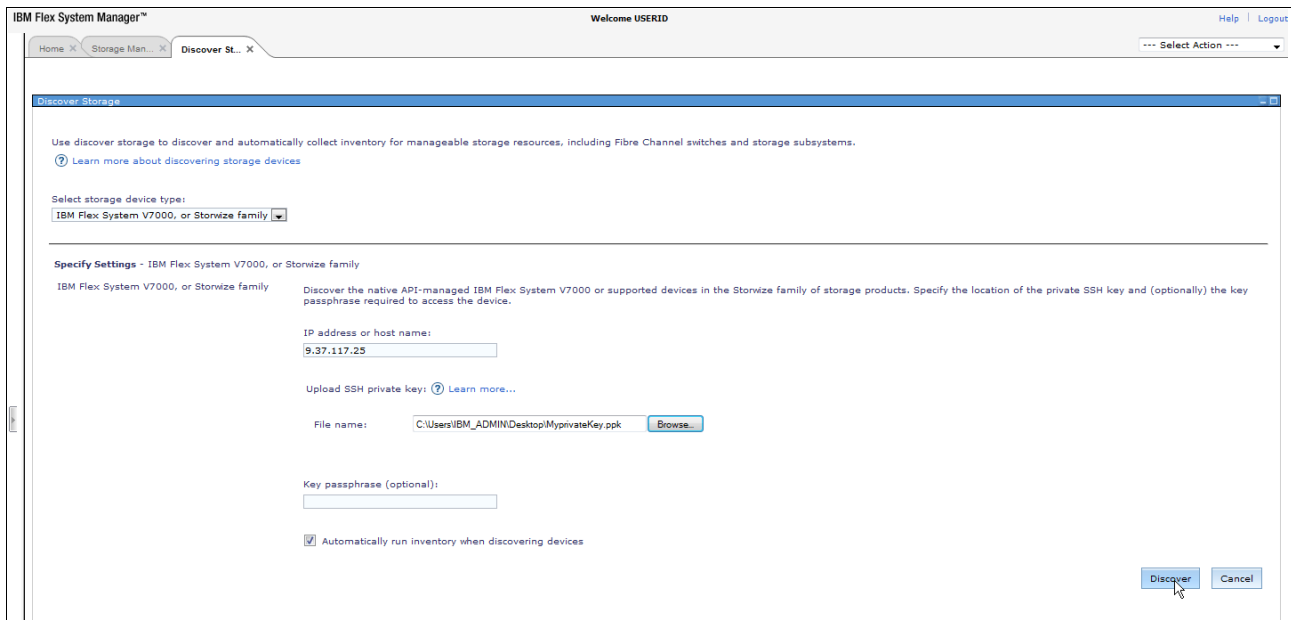 IBM Flex System Manager™ Welcome USERID Help | Logout
Home X Storage Man... X Discover St... X --- Select Action ---
Discover Storage
Use discover storage to discover and automatically collect inventory for manageable storage resources, including Fibre Channel switches and storage subsystems.
? Learn more about discovering storage devices
Select storage device type:
IBM Flex System V7000, or Storwize family
Specify Settings - IBM Flex System V7000, or Storwize family
IBM Flex System V7000, or Storwize family
Discover the native API-managed IBM Flex System V7000 or supported devices in the Storwize family of storage products. Specify the location of the private SSH key and (optionally) the key
passphrase required to access the device.
IP address or host name:
9.37.117.25
Upload SSH private key: ? Learn more...
File name: C:\Users\IBM_ADMIN\Desktop\MyprivateKey.ppk Browse...
Key passphrase (optional):
Automatically run inventory when discovering devices
Discover Cancel